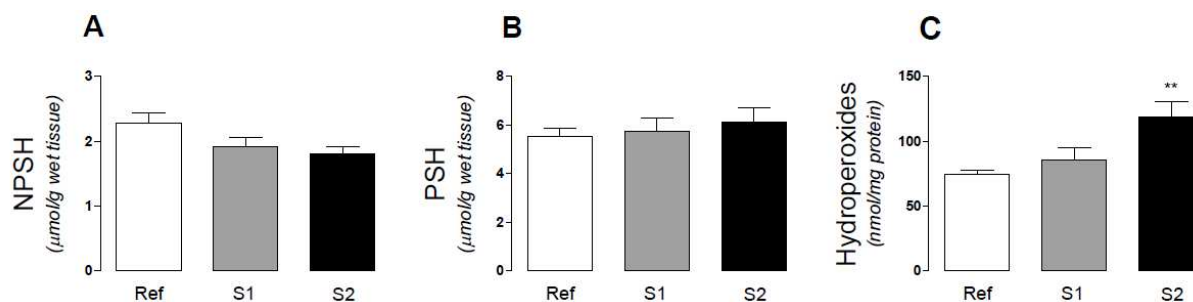 A
NPSH
(μmol/g wet tissue)
3
2
1
0
Ref S1 S2
B
PSH
(μmol/g wet tissue)
8
6
4
2
0
Ref S1 S2
C
Hydroperoxides
(nmol/mg protein)
150
100
50
0
**
Ref S1 S2